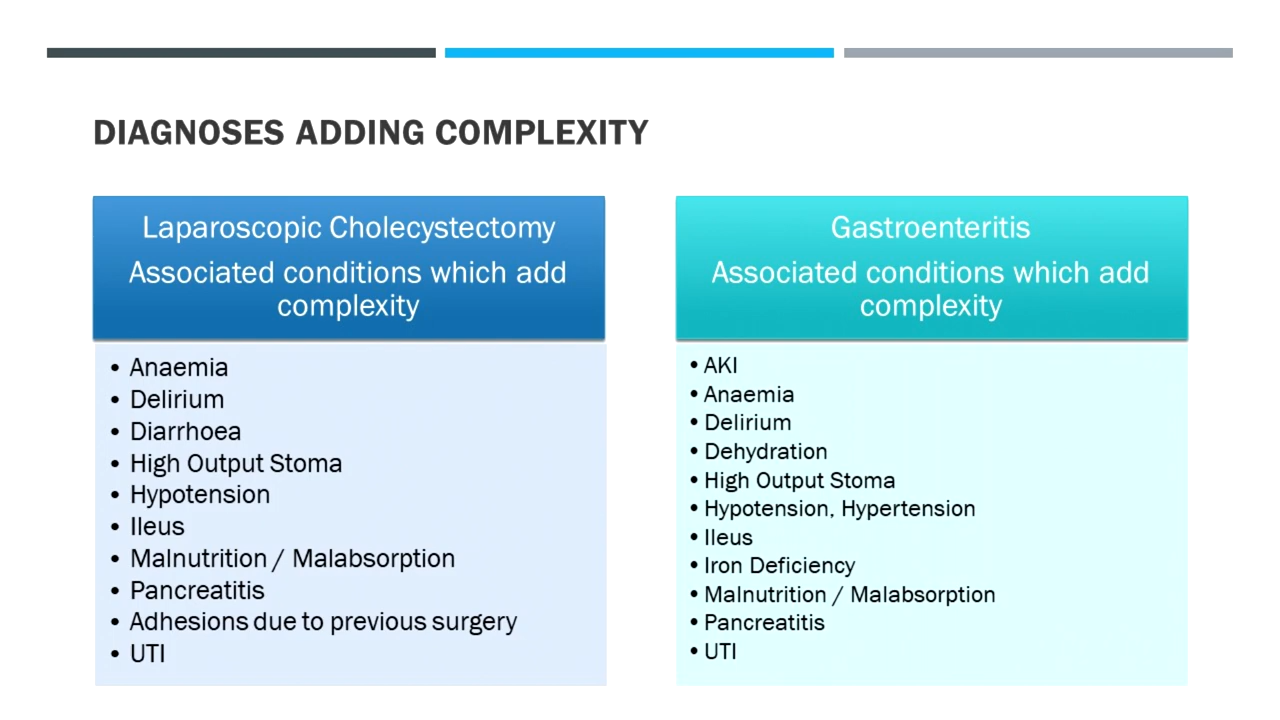 DIAGNOSES ADDING COMPLEXITY
Laparoscopic Cholecystectomy
Associated conditions which add
complexity
• Anaemia
• Delirium
• Diarrhoea
• High Output Stoma
• Hypotension
• Ileus
• Malnutrition / Malabsorption
• Pancreatitis
• Adhesions due to previous surgery
• UTI
Gastroenteritis
Associated conditions which add
complexity
• AKI
• Anaemia
• Delirium
• Dehydration
• High Output Stoma
• Hypotension, Hypertension
• Ileus
• Iron Deficiency
• Malnutrition / Malabsorption
• Pancreatitis
• UTI